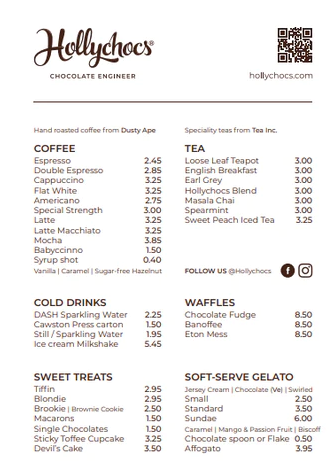 Hollychocs®
CHOCOLATE ENGINEER
hollychocs.com
Hand roasted coffee from Dusty Ape
COFFEE
Espresso 2.45
Double Espresso 2.85
Cappuccino 3.25
Flat White 3.25
Americano 2.75
Special Strength 3.00
Latte 3.25
Latte Macchiato 3.25
Mocha 3.85
Babyccinno 1.50
Syrup shot 0.40
Vanilla | Caramel | Sugar-free Hazelnut
Speciality teas from Tea Inc.
TEA
Loose Leaf Teapot 3.00
English Breakfast 3.00
Earl Grey 3.00
Hollychocs Blend 3.00
Masala Chai 3.00
Spearmint 3.00
Sweet Peach Iced Tea 3.25
FOLLOW US @Hollychocs
COLD DRINKS
DASH Sparkling Water 2.25
Cawston Press carton 1.50
Still / Sparkling Water 1.95
Ice cream Milkshake 5.45
WAFFLES
Chocolate Fudge 8.50
Banoffee 8.50
Eton Mess 8.50
SWEET TREATS
Tiffin 2.95
Blondie 2.95
Brookie | Brownie Cookie 2.50
Macarons 1.50
Single Chocolates 1.50
Sticky Toffee Cupcake 3.25
Devil's Cake 3.50
SOFT-SERVE GELATO
Jersey Cream | Chocolate (Ve) | Swirled
Small 2.50
Standard 3.50
Sundae 6.00
Caramel | Mango & Passion Fruit | Biscoff
Chocolate spoon or Flake 0.50
Affogato 3.95